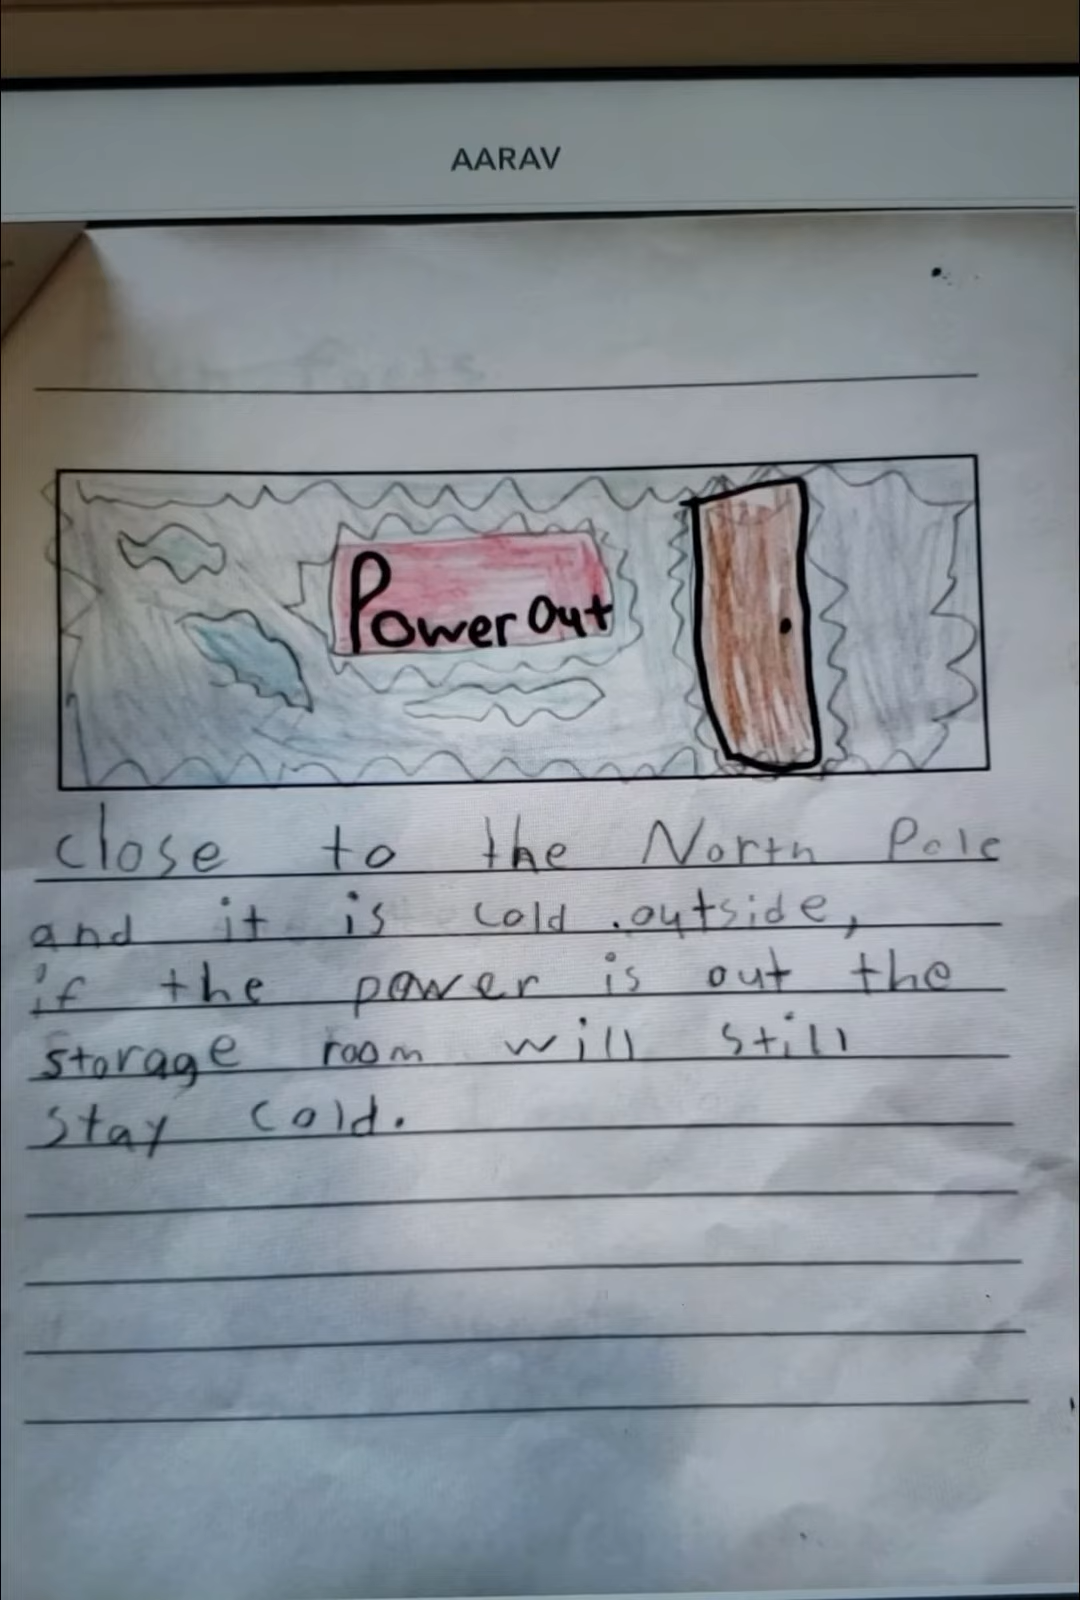 AARAV
Power Out
close to the North Pole
and it is cold .outside,
if the power is out the
storage room will still
stay cold.